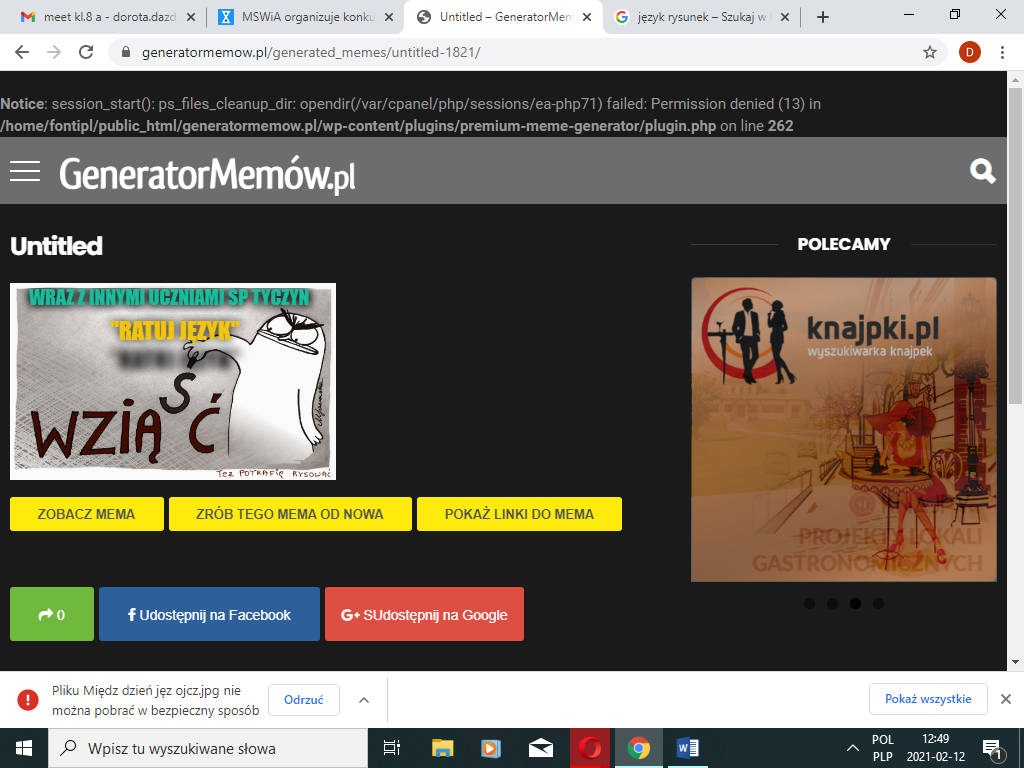 meet kl.8 a - dorota.dazd
MSWiA organizuje konku
Untitled – GeneratorMem
język rysunek – Szukaj w
generatormemow.pl/generated_memes/untitled-1821/
D
Notice: session_start(): ps_files_cleanup_dir: opendir(/var/cpanel/php/sessions/ea-php71) failed: Permission denied (13) in
/home/fontipl/public_html/generatormemow.pl/wp-content/plugins/premium-meme-generator/plugin.php on line 262
GeneratorMemów.pl
Untitled
WRAZ Z INNYMI UCZNIAMI SP TYCZYN
"RATUJ JĘZYK"
S
WZIĄ Ć
TEŻ POTRAFIĘ RYSOWAĆ
ZOBACZ MEMA
ZRÓB TEGO MEMA OD NOWA
POKAŻ LINKI DO MEMA
0
Udostępnij na Facebook
G+ SUdostępnij na Google
POLECAMY
knajpki.pl
wyszukiwarka knajpek
PROJEKTY LOKALI
GASTRONOMICZNYCH
Pliku Międz dzień jęz ojcz.jpg nie
można pobrać w bezpieczny sposób
Odrzuć
Pokaż wszystkie
Wpisz tu wyszukiwane słowa
POL
PLP
12:49
2021-02-12
1